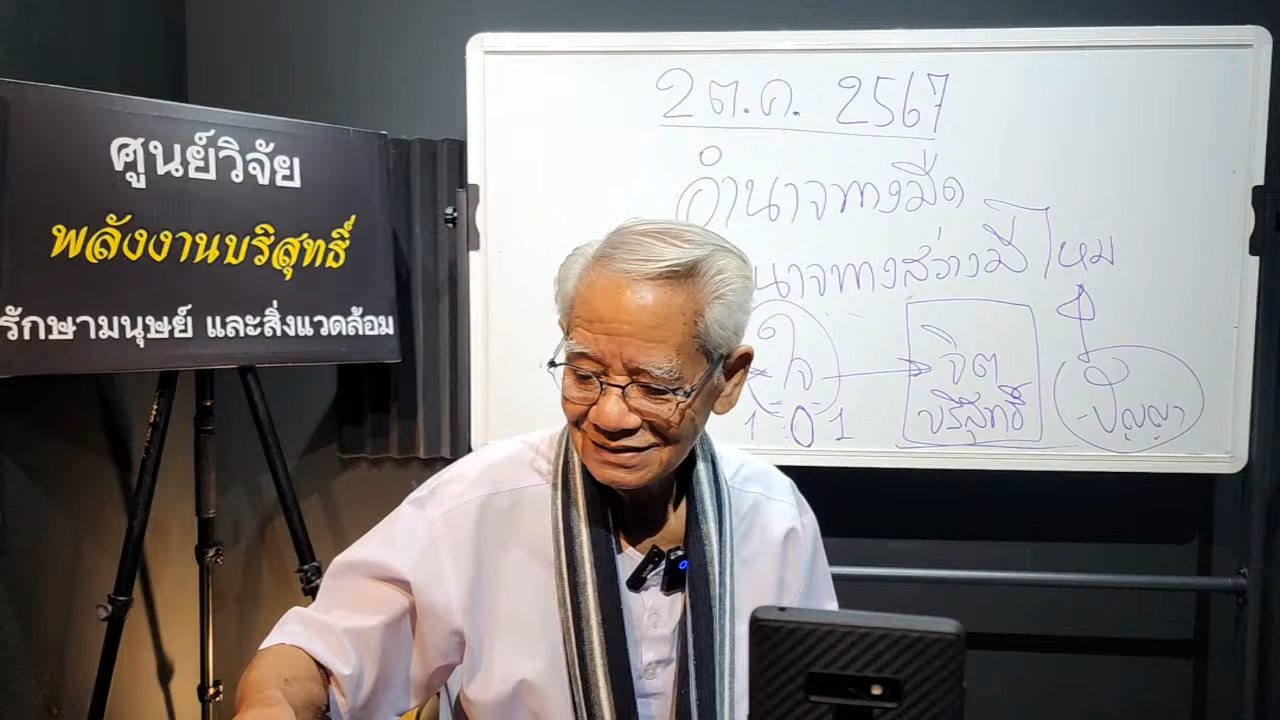 ศูนย์วิจัย
พลังงานบริสุทธิ์
รักษามนุษย์ และสิ่งแวดล้อม
2 ต.ค. 2567
อำนาจทางมืด
นาจทางสว่างมีไหม
ใจ
จิต
บริสุทธิ์
ปัญญา
1 0 1